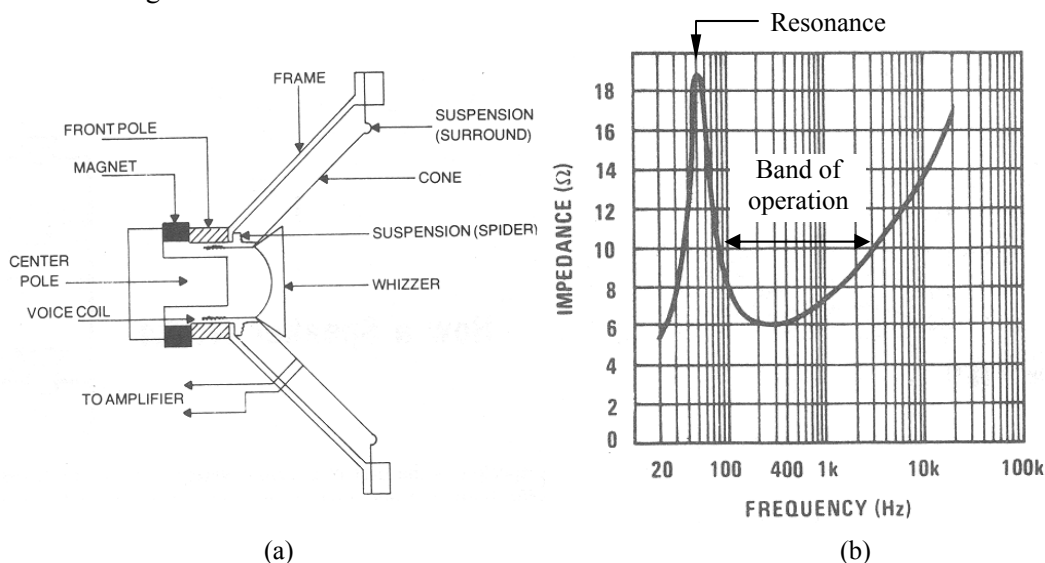 Resonance
FRAME
SUSPENSION
(SURROUND)
FRONT POLE
MAGNET
CONE
SUSPENSION (SPIDER)
CENTER
POLE
WHIZZER
VOICE COIL
TO AMPLIFIER
(a)
IMPEDANCE (Ω)
18
16
14
12
10
8
6
4
2
0
Band of
operation
20 100 400 1k 10k 100k
FREQUENCY (Hz)
(b)